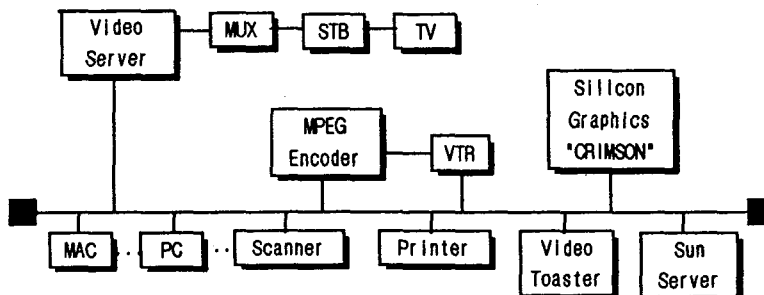 Video
Server
MUX
STB
TV
MPEG
Encoder
VTR
Silicon
Graphics
"CRIMSON"
MAC
PC
Scanner
Printer
Video
Toaster
Sun
Server